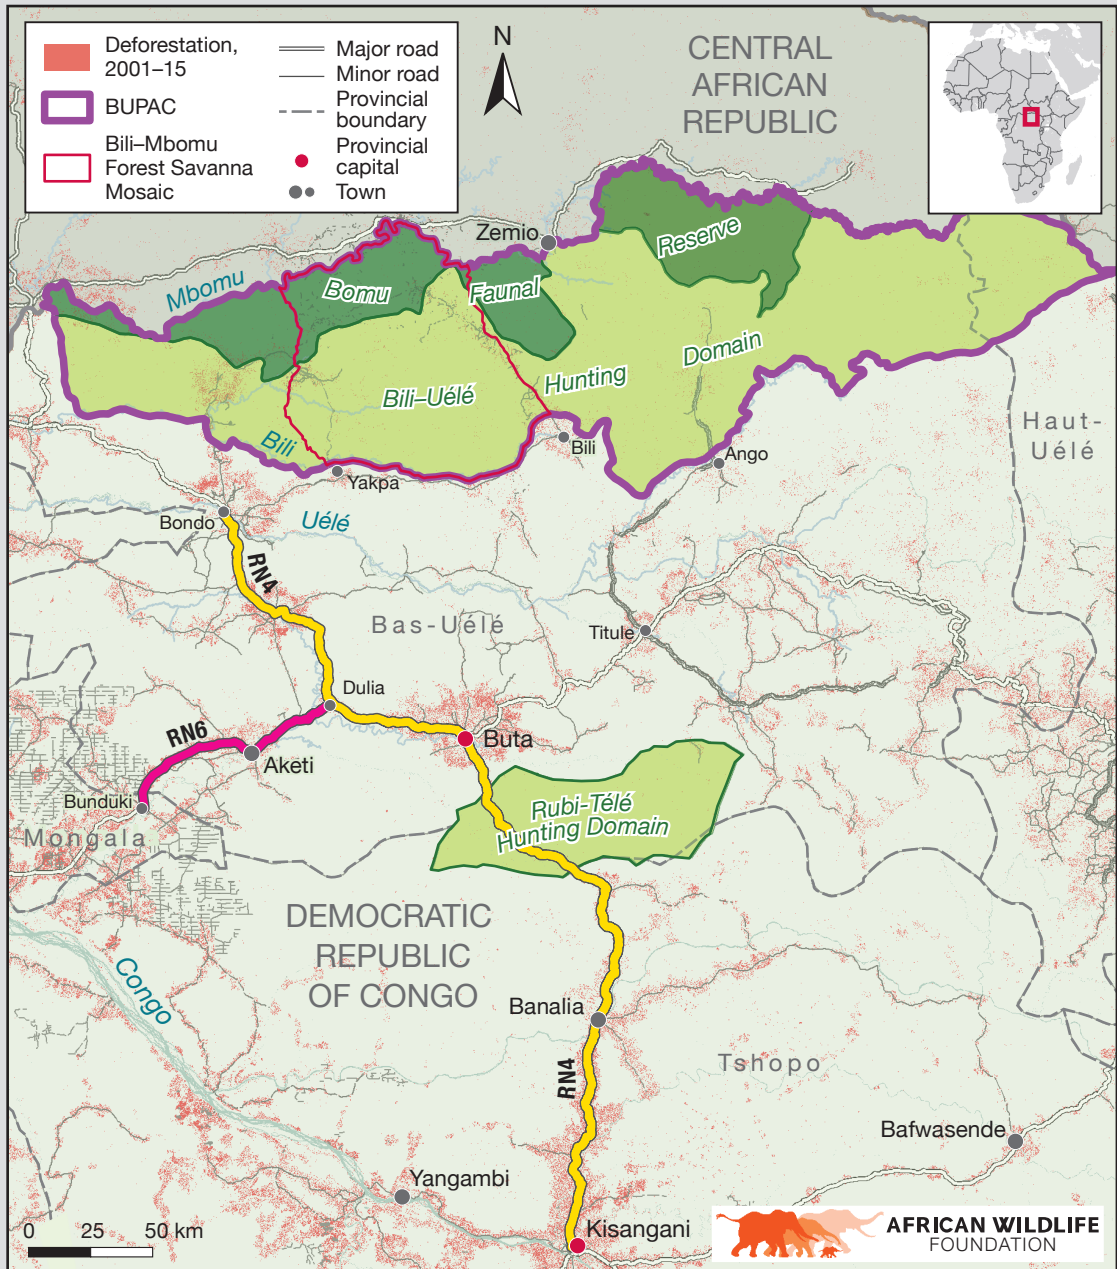 Deforestation,
2001–15
BUPAC
Bili–Mbomu
Forest Savanna
Mosaic
Major road
Minor road
Provincial
boundary
Provincial
capital
Town
N
CENTRAL
AFRICAN
REPUBLIC
Zemio
Reserve
Mbomu
Bomu
Faunal
Domain
Hunting
Bili–Uélé
Bili
Bili
Yakpa
Ango
Haut-
Uélé
Bondo
Uélé
RN4
Bas-Uélé
Titule
Dulia
RN6
Buta
Aketi
Bunduki
Mongala
Rubi-Télé
Hunting Domain
DEMOCRATIC
REPUBLIC
OF CONGO
Congo
Banalia
Tshopo
RN4
Bafwasende
Yangambi
Kisangani
0 25 50 km
AFRICAN WILDLIFE
FOUNDATION